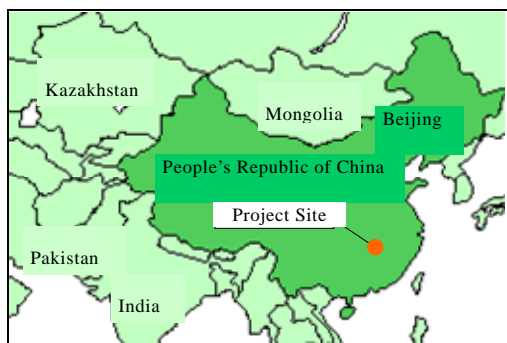 Kazakhstan
Mongolia
Beijing
People's Republic of China
Project Site
Pakistan
India